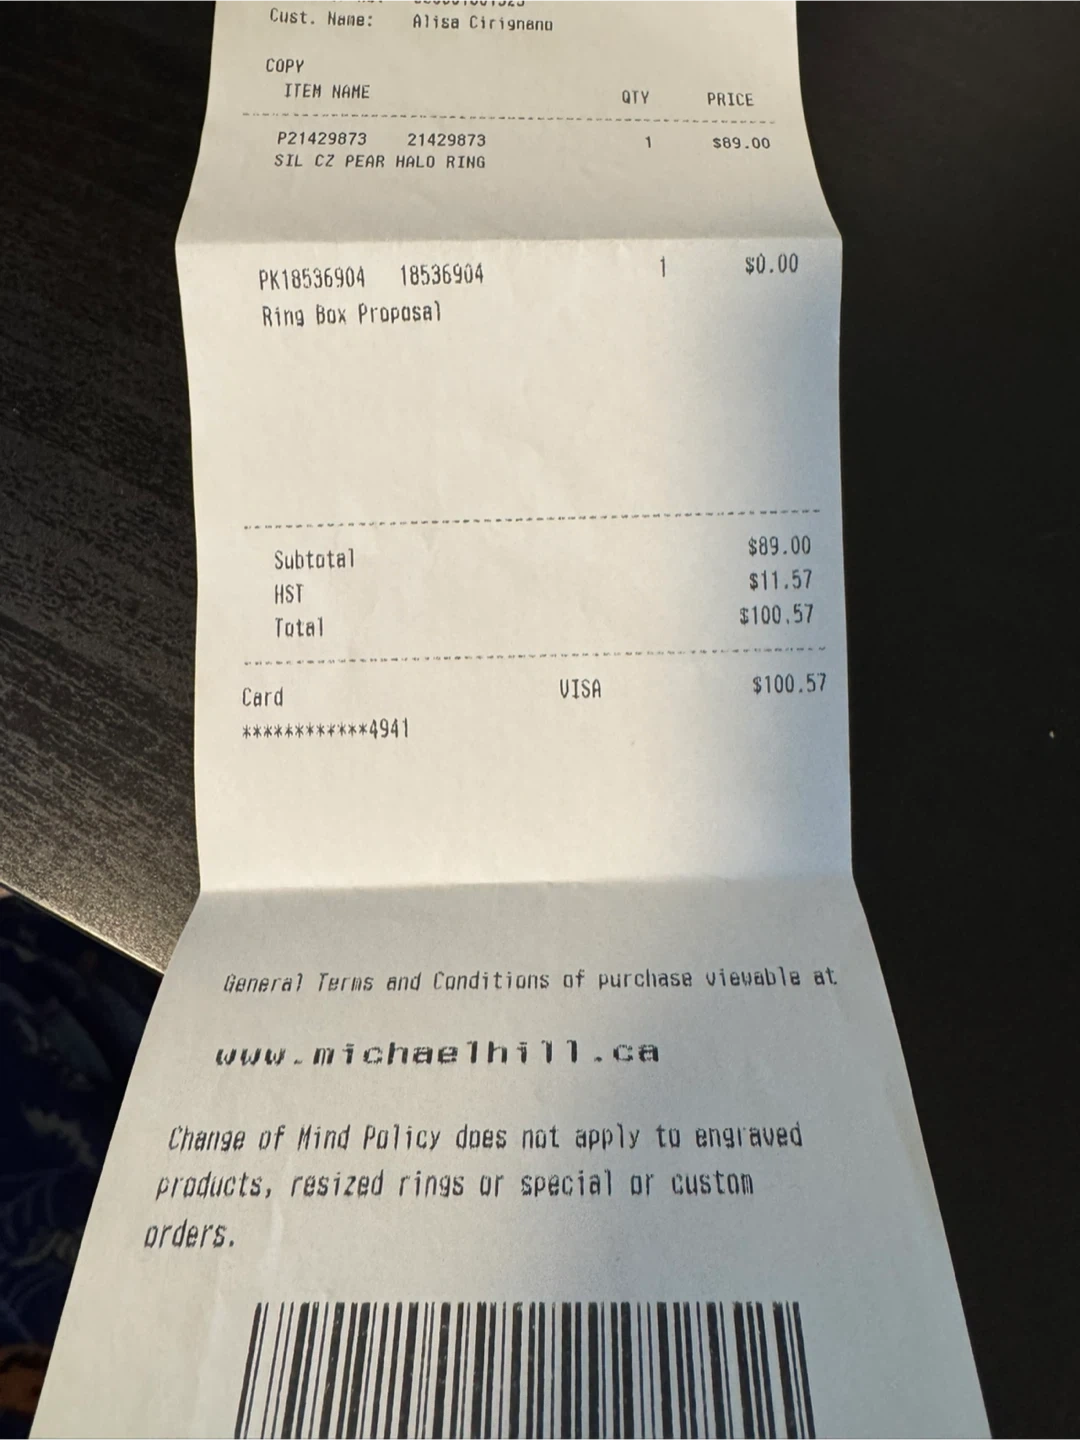 Cust. Name: Alisa Cirignano
COPY
ITEM NAME QTY PRICE
P21429873 21429873 1 $89.00
SIL CZ PEAR HALO RING
PK18536904 18536904 1 $0.00
Ring Box Proposal
Subtotal $89.00
HST $11.57
Total $100.57
Card VISA $100.57
************4941
General Terms and Conditions of purchase viewable at
www.michaelhill.ca
Change of Mind Policy does not apply to engraved
products, resized rings or special or custom
orders.